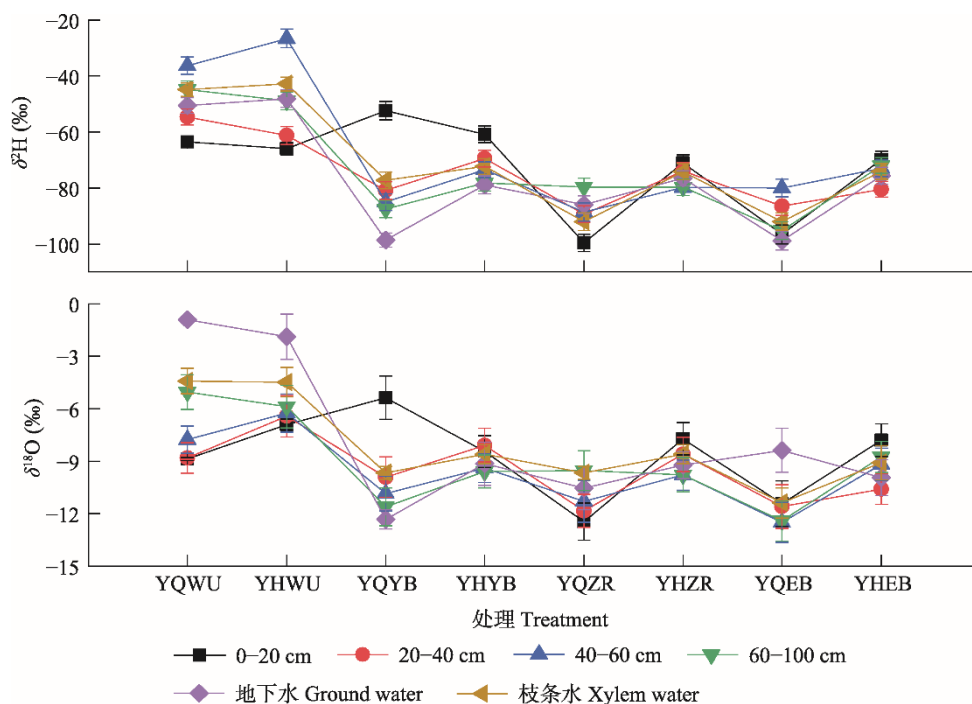 −20
−40
−60
−80
−100
δ²H (‰)
0
−3
−6
−9
−12
−15
δ¹⁸O (‰)
YQWU YHWU YQYB YHYB YQZR YHZR YQEB YHEB
处理 Treatment
0−20 cm 20−40 cm 40−60 cm 60−100 cm
地下水 Ground water 枝条水 Xylem water